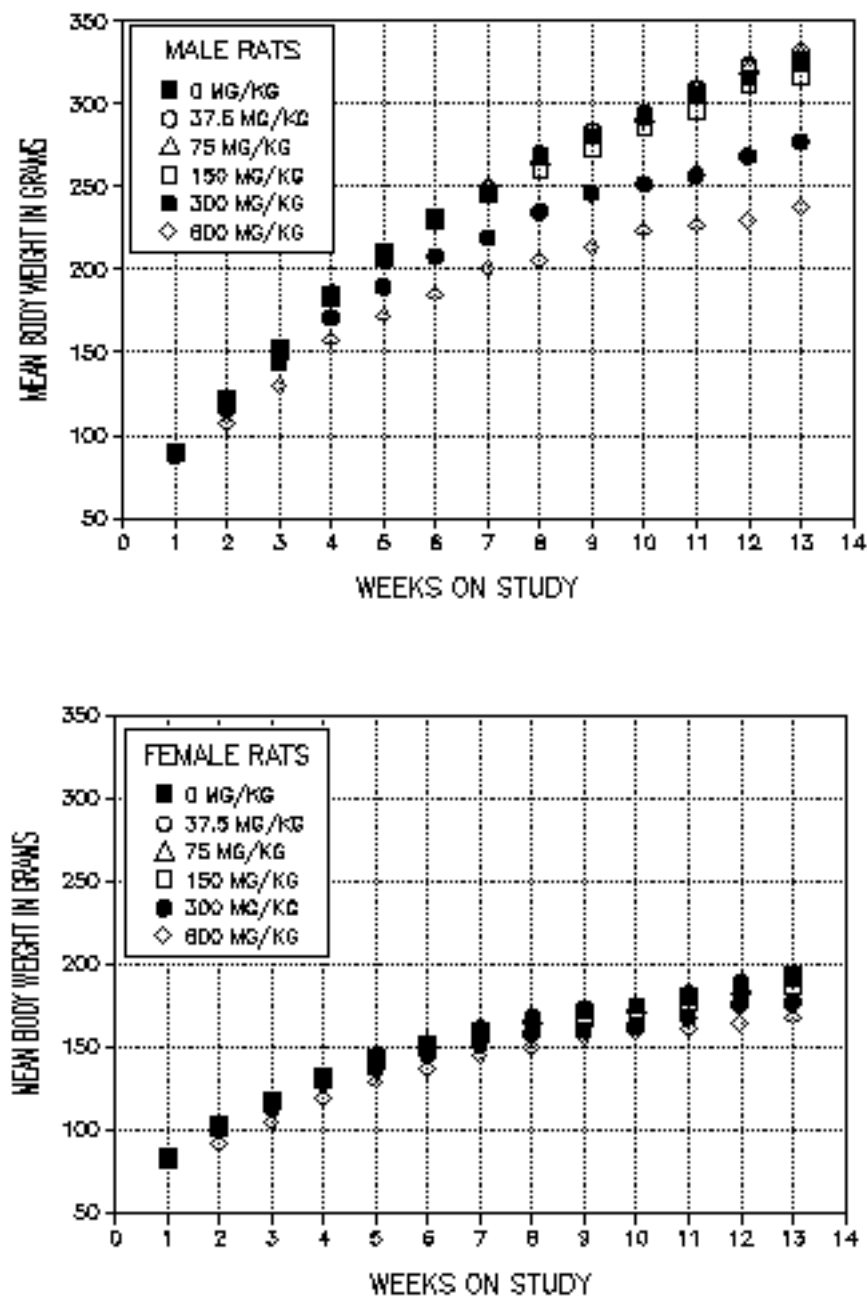 350
300
250
200
150
100
50
MALE RATS
0 MG/KG
37.5 MG/KG
75 MG/KG
150 MG/KG
300 MG/KG
600 MG/KG
MEAN BODY WEIGHT IN GRAMS
0 1 2 3 4 5 6 7 8 9 10 11 12 13 14
WEEKS ON STUDY
350
300
250
200
150
100
50
FEMALE RATS
0 MG/KG
37.5 MG/KG
75 MG/KG
150 MG/KG
300 MG/KG
600 MG/KG
MEAN BODY WEIGHT IN GRAMS
0 1 2 3 4 5 6 7 8 9 10 11 12 13 14
WEEKS ON STUDY